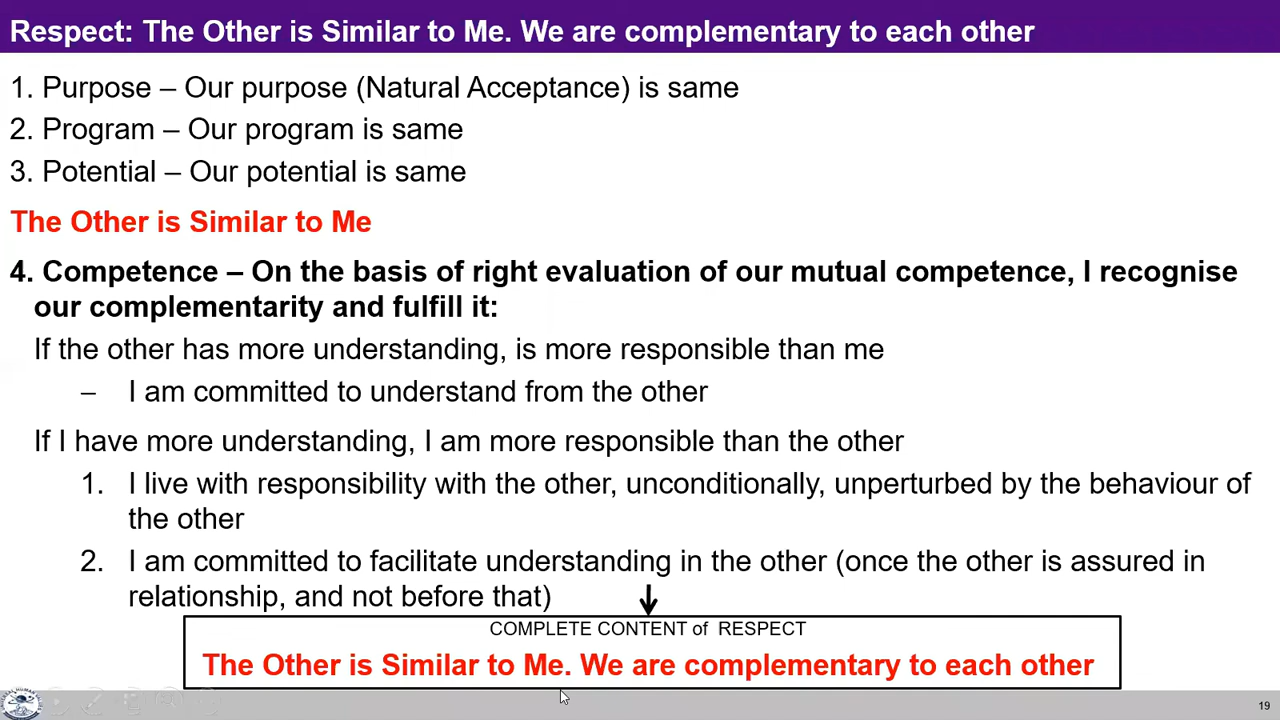 Respect: The Other is Similar to Me. We are complementary to each other
1. Purpose – Our purpose (Natural Acceptance) is same
2. Program – Our program is same
3. Potential – Our potential is same
The Other is Similar to Me
4. Competence – On the basis of right evaluation of our mutual competence, I recognise
our complementarity and fulfill it:
If the other has more understanding, is more responsible than me
– I am committed to understand from the other
If I have more understanding, I am more responsible than the other
1. I live with responsibility with the other, unconditionally, unperturbed by the behaviour of
the other
2. I am committed to facilitate understanding in the other (once the other is assured in
relationship, and not before that)
COMPLETE CONTENT of RESPECT
The Other is Similar to Me. We are complementary to each other
19